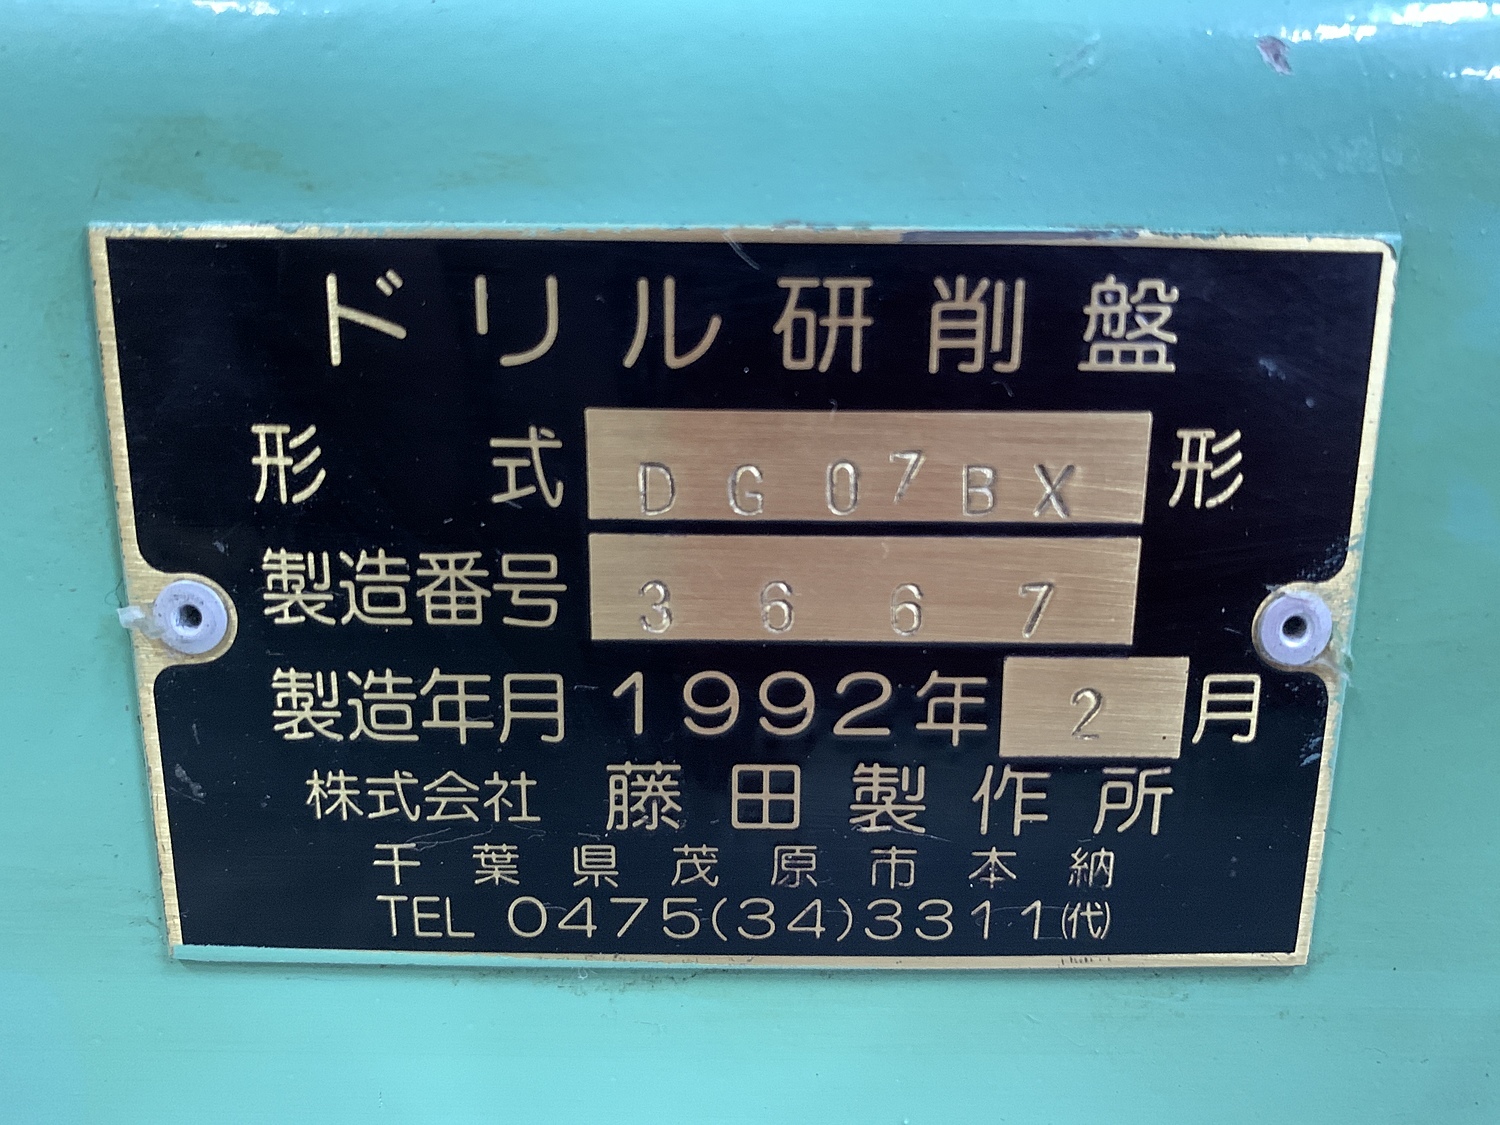 ドリル研削盤
形式 DG07BX 形
製造番号 3667
製造年月 1992年 2 月
株式会社 藤田製作所
千葉県茂原市本納
TEL 0475(34)3311(代)